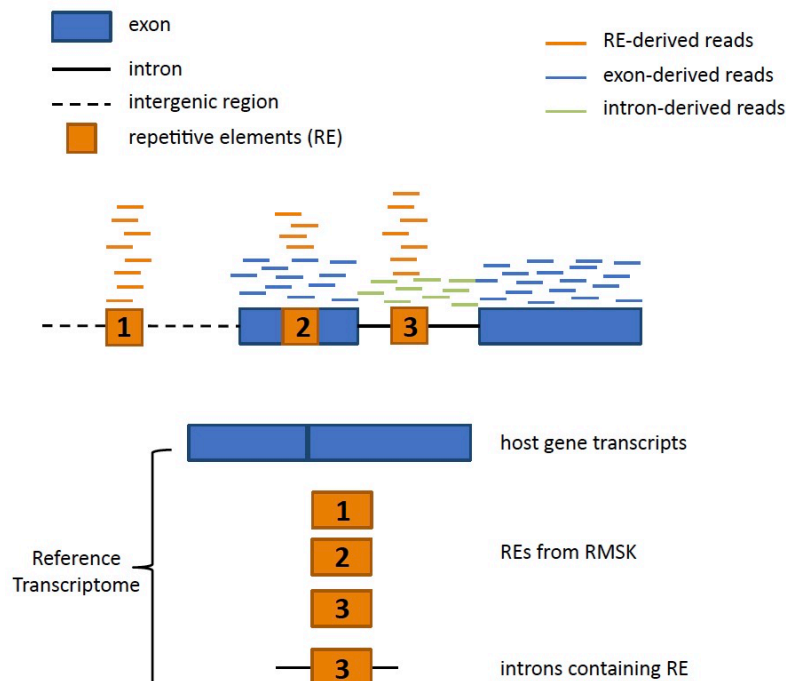 exon
intron
intergenic region
repetitive elements (RE)
RE-derived reads
exon-derived reads
intron-derived reads
1
2
3
host gene transcripts
1
Reference
Transcriptome
2
REs from RMSK
3
3
introns containing RE